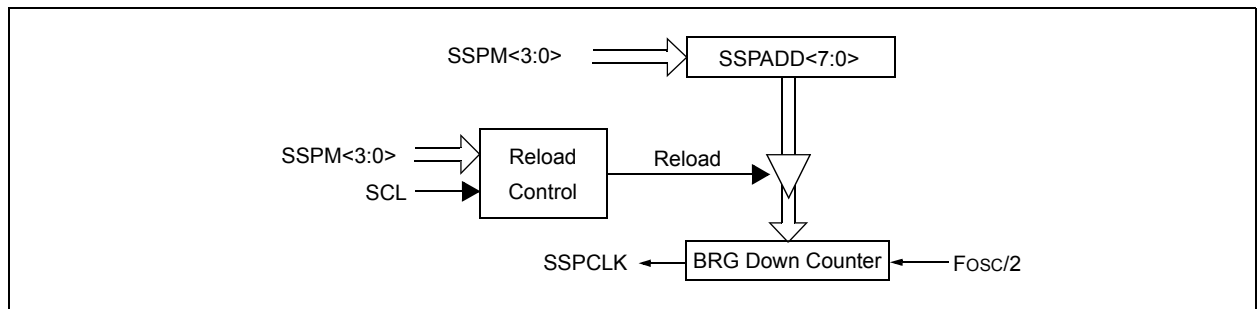 SSPM<3:0>
SSPADD<7:0>
SSPM<3:0>
SCL
Reload
Control
Reload
SSPCLK
BRG Down Counter
FOSC/2